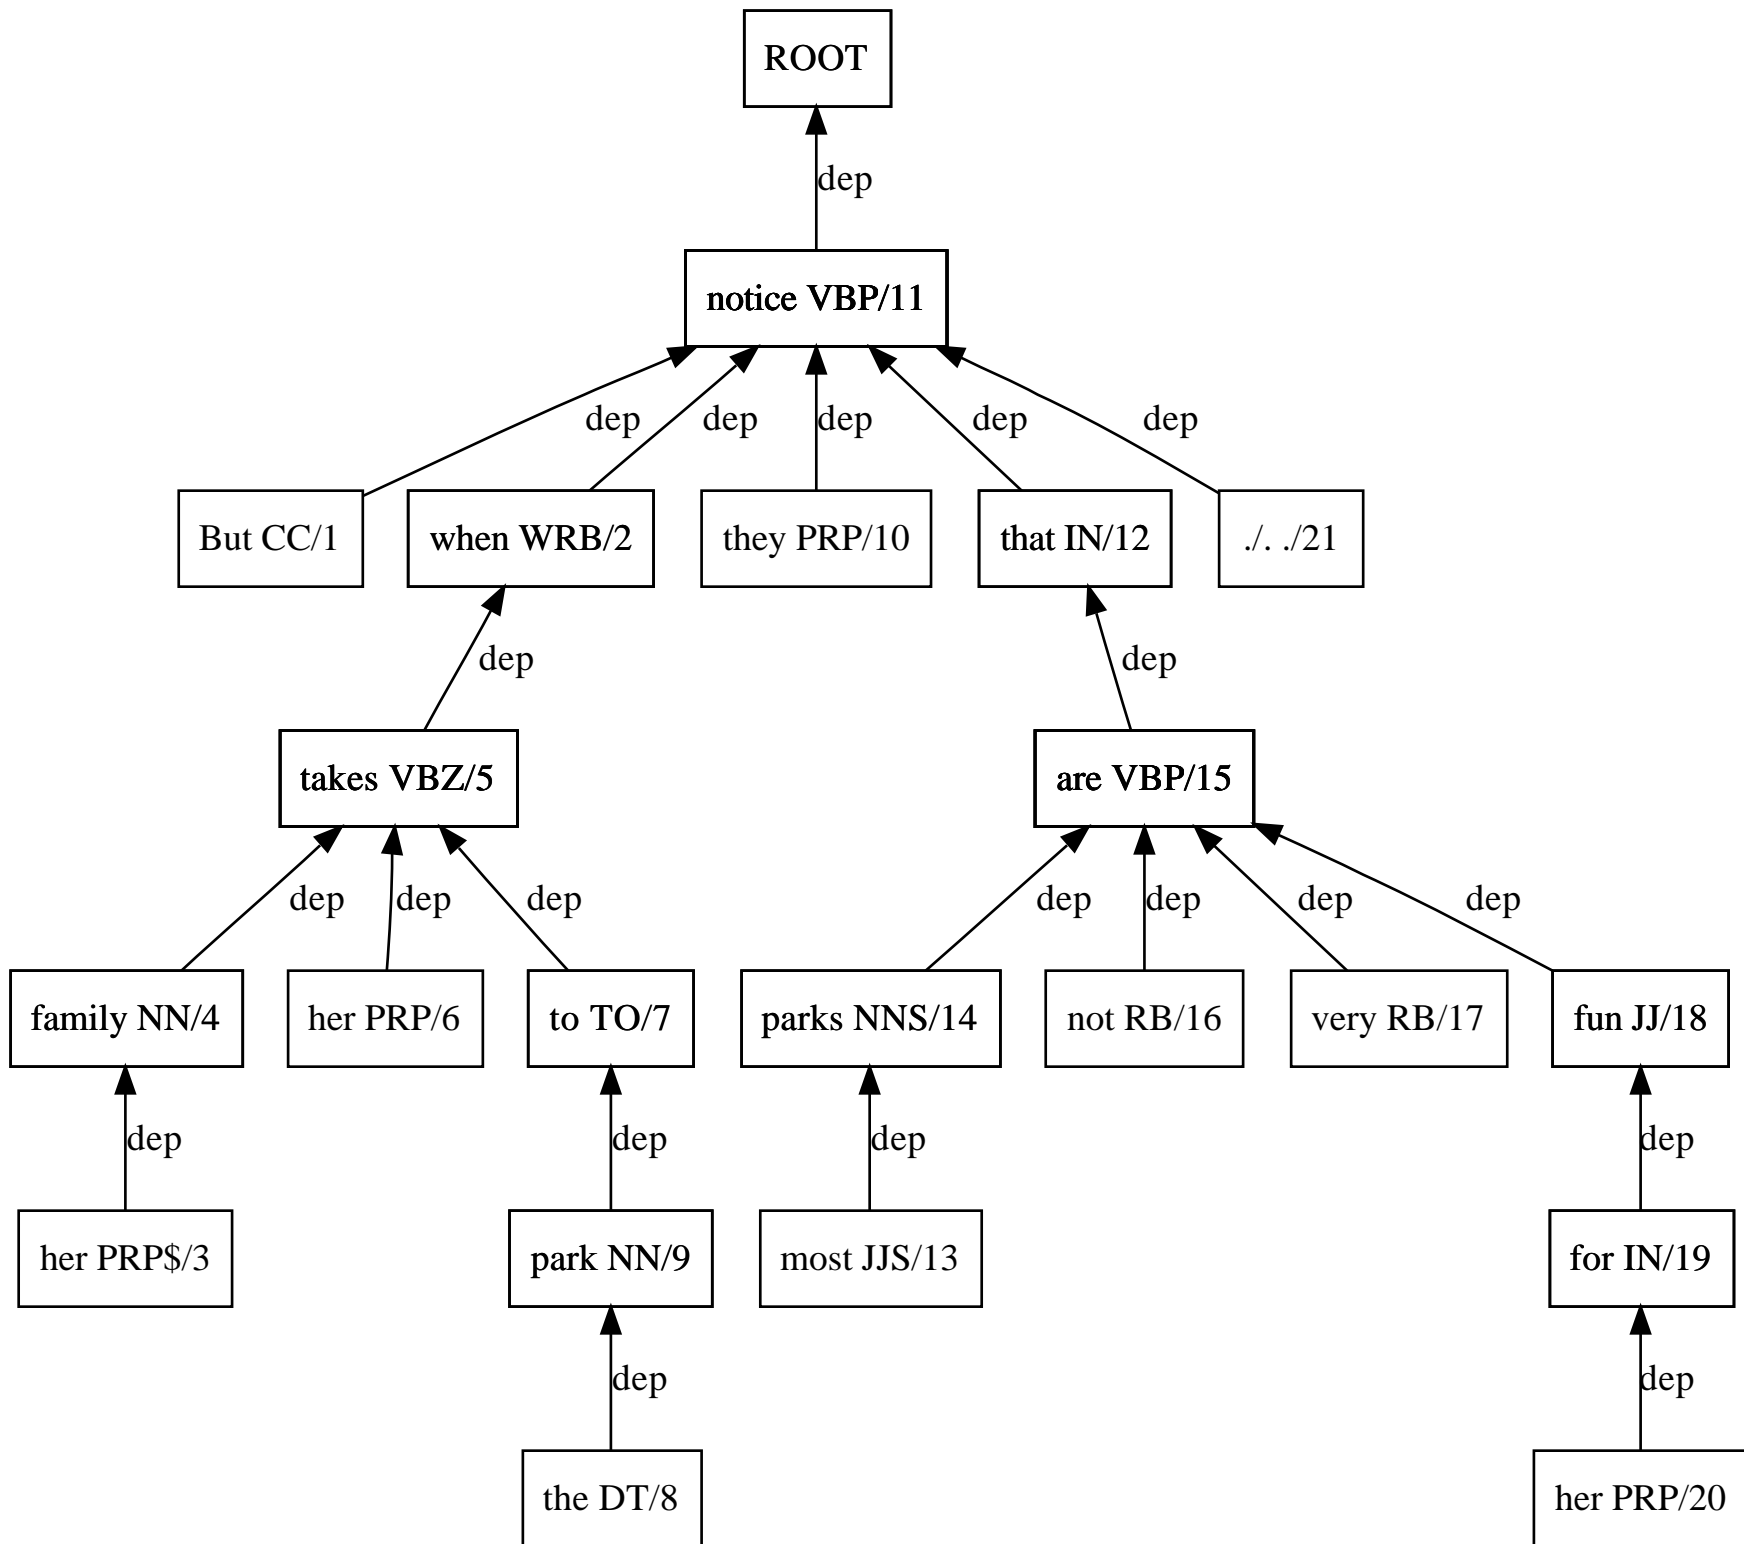 ROOT
dep
notice VBP/11
dep dep dep dep dep
But CC/1 when WRB/2 they PRP/10 that IN/12 ./. ./21
dep dep
takes VBZ/5 are VBP/15
dep dep dep dep dep dep dep
family NN/4 her PRP/6 to TO/7 parks NNS/14 not RB/16 very RB/17 fun JJ/18
dep dep dep dep
her PRP$/3 park NN/9 most JJS/13 for IN/19
dep dep
the DT/8 her PRP/20